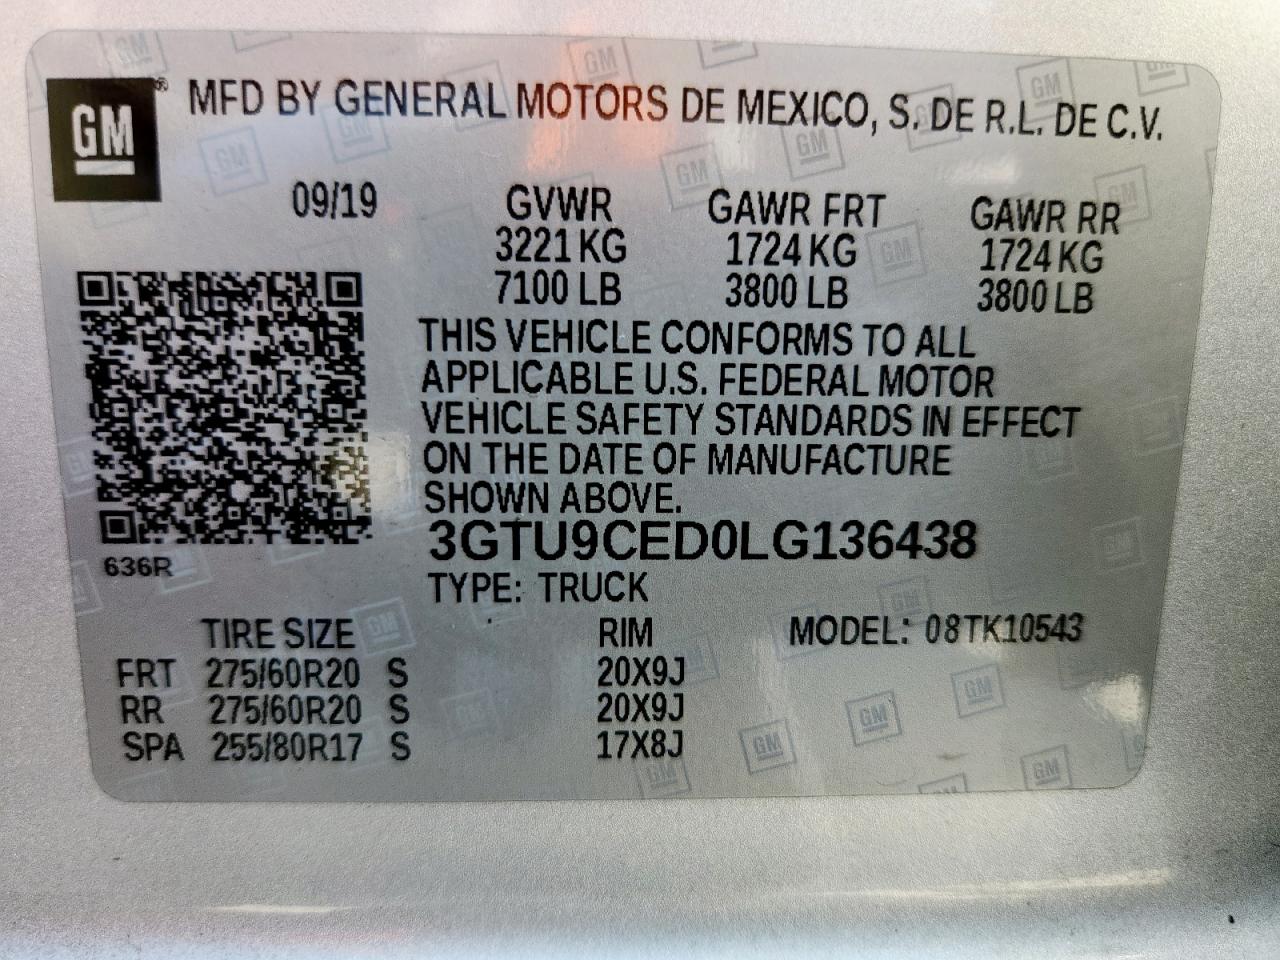 GM® MFD BY GENERAL MOTORS DE MEXICO, S. DE R.L. DE C.V.
09/19 GVWR GAWR FRT GAWR RR
3221 KG 1724 KG 1724 KG
7100 LB 3800 LB 3800 LB
THIS VEHICLE CONFORMS TO ALL
APPLICABLE U.S. FEDERAL MOTOR
VEHICLE SAFETY STANDARDS IN EFFECT
ON THE DATE OF MANUFACTURE
SHOWN ABOVE.
3GTU9CED0LG136438
636R
TYPE: TRUCK
TIRE SIZE RIM MODEL: 08TK10543
FRT 275/60R20 S 20X9J
RR 275/60R20 S 20X9J
SPA 255/80R17 S 17X8J